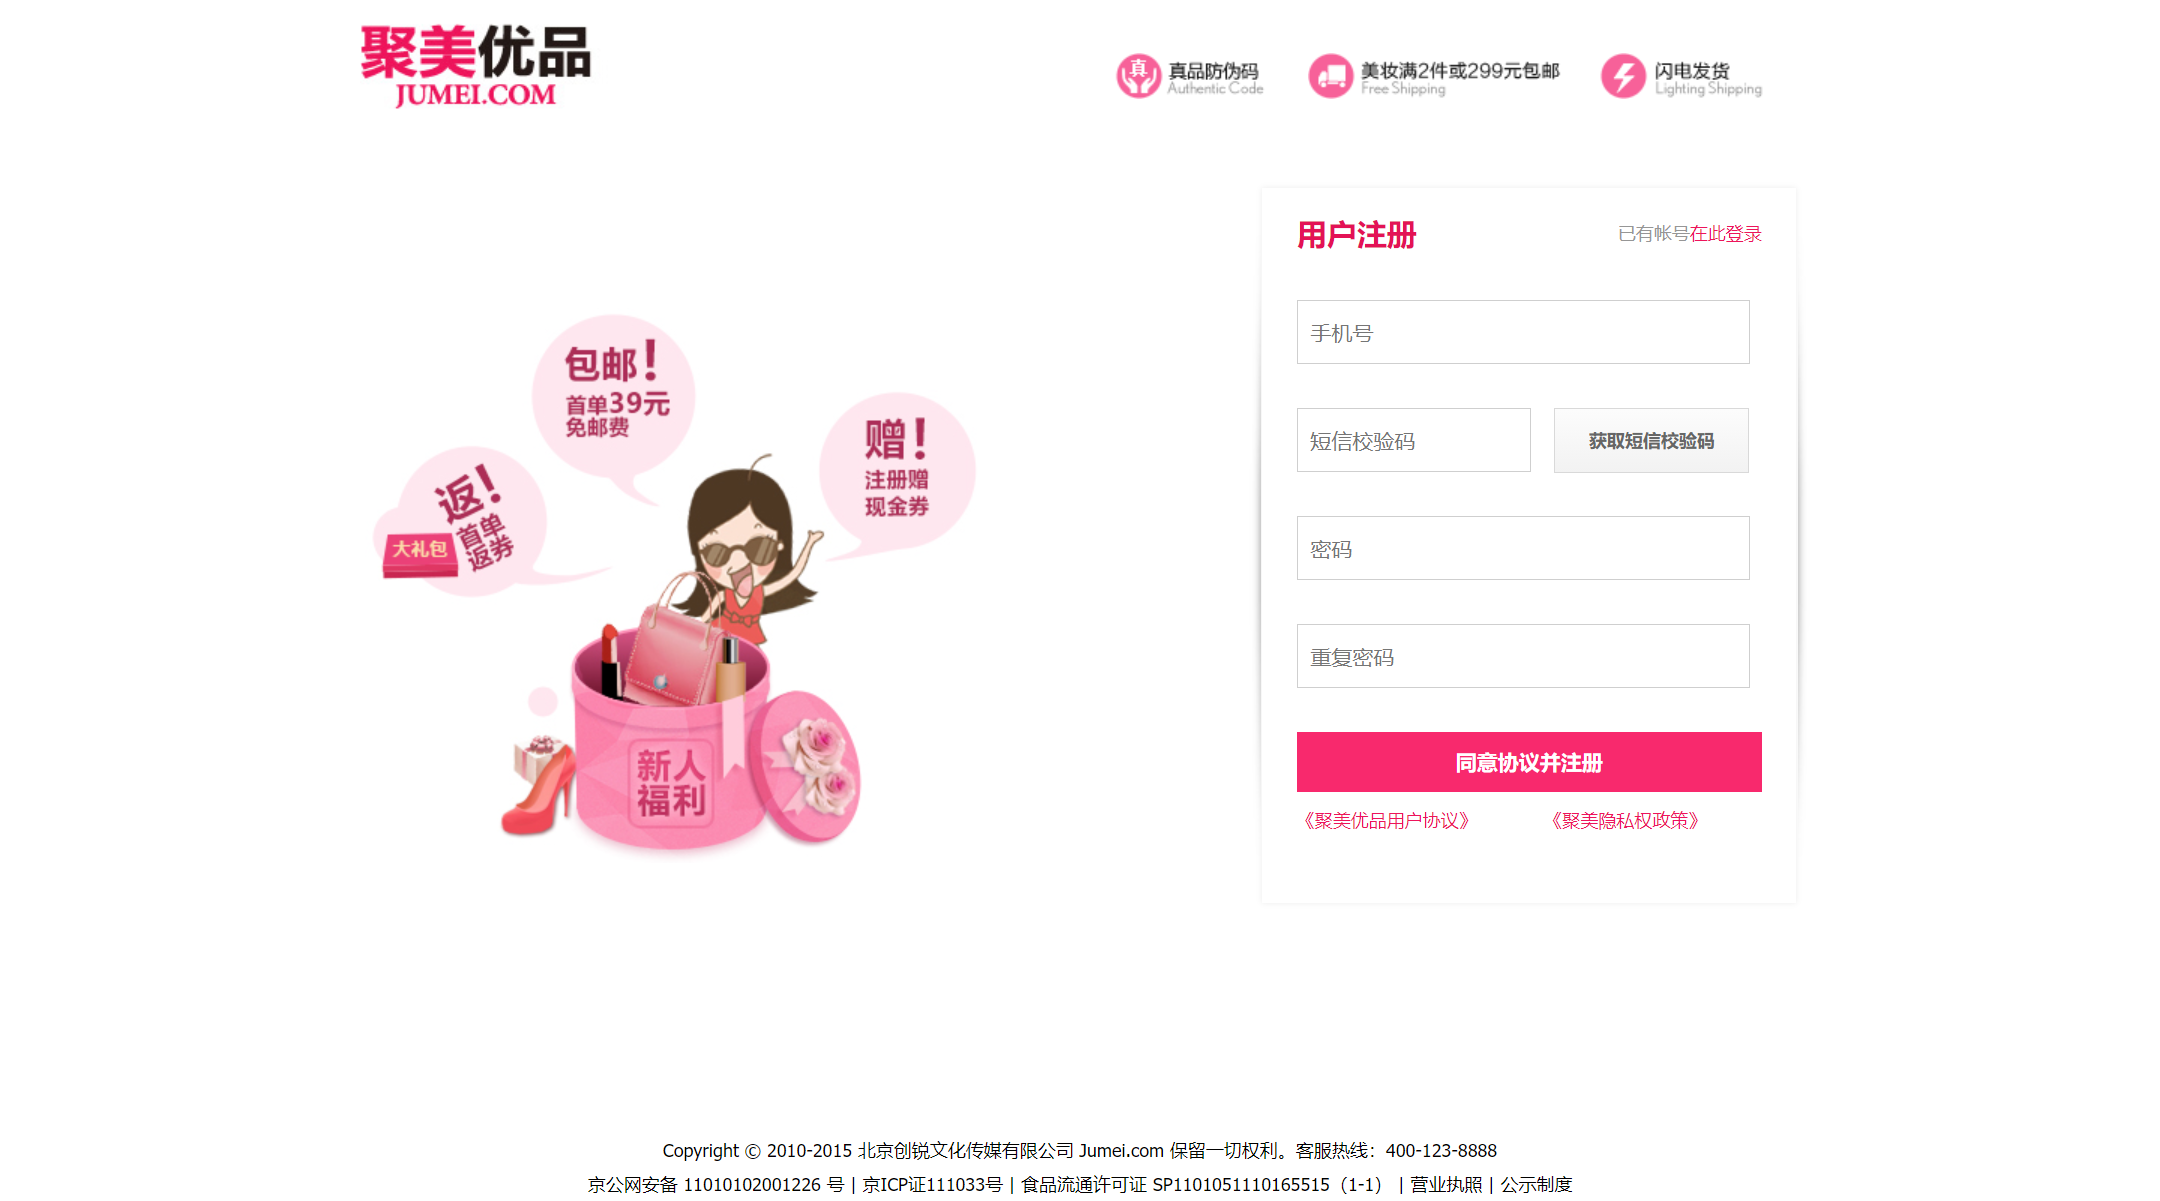 聚美优品
JUMEI.COM
真品防伪码
Authentic Code
美妆满2件或299元包邮
Free Shipping
闪电发货
Lighting Shipping
包邮!
首单39元
免邮费
赠!
注册赠
现金券
返!
首单
返券
大礼包
新人
福利
用户注册
已有帐号在此登录
手机号
短信校验码
获取短信校验码
密码
重复密码
同意协议并注册
《聚美优品用户协议》
《聚美隐私权政策》
Copyright © 2010-2015 北京创锐文化传媒有限公司 Jumei.com 保留一切权利。客服热线：400-123-8888
京公网安备 11010102001226 号 | 京ICP证111033号 | 食品流通许可证 SP1101051110165515（1-1） | 营业执照 | 公示制度
真